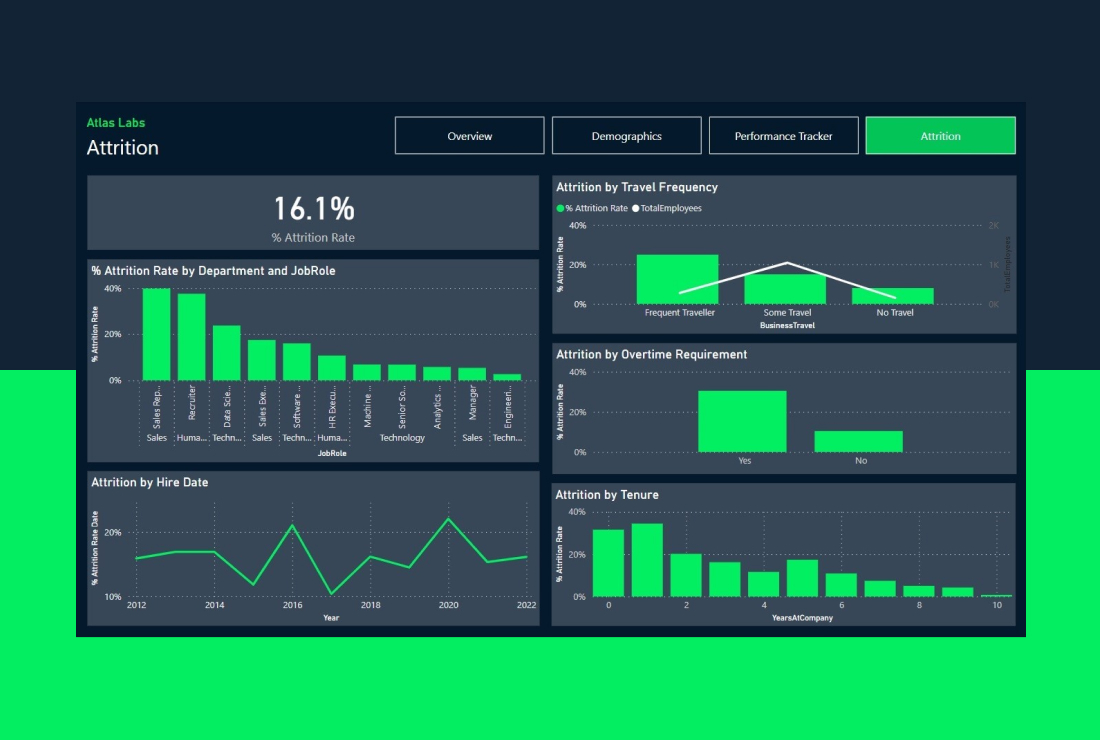 Atlas Labs
Attrition
Overview
Demographics
Performance Tracker
Attrition
16.1%
% Attrition Rate
% Attrition Rate by Department and JobRole
% Attrition Rate
40%
20%
0%
Sales Rep...
Recruiter
Data Scie...
Sales Exe...
Software ...
HR Execu...
Machine ...
Senior So...
Analytics ...
Manager
Engineeri...
Sales
Huma...
Techn...
Sales
Techn...
Huma...
Technology
Sales
Techn...
JobRole
Attrition by Hire Date
% Attrition Rate Date
20%
10%
2012
2014
2016
2018
2020
2022
Year
Attrition by Travel Frequency
% Attrition Rate
TotalEmployees
% Attrition Rate
40%
20%
0%
2K
1K
0K
TotalEmployees
Frequent Traveller
Some Travel
No Travel
BusinessTravel
Attrition by Overtime Requirement
% Attrition Rate
40%
20%
0%
Yes
No
Attrition by Tenure
% Attrition Rate
40%
20%
0%
0
2
4
6
8
10
YearsAtCompany